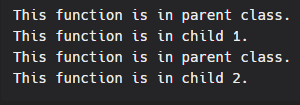 This function is in parent class.
This function is in child 1.
This function is in parent class.
This function is in child 2.